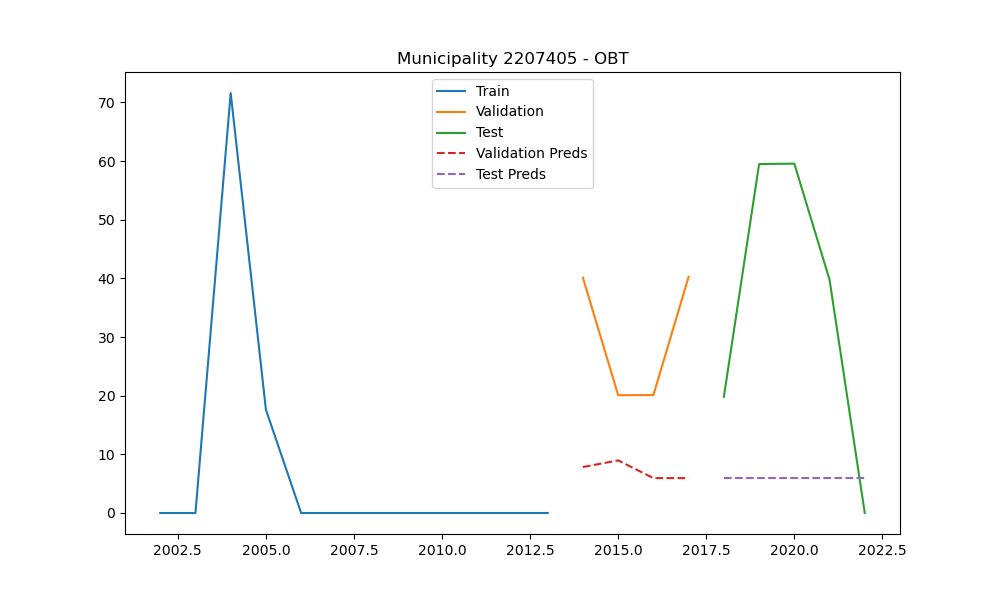 Municipality 2207405 - OBT
Train
Validation
Test
Validation Preds
Test Preds
70
60
50
40
30
20
10
0
2002.5 2005.0 2007.5 2010.0 2012.5 2015.0 2017.5 2020.0 2022.5